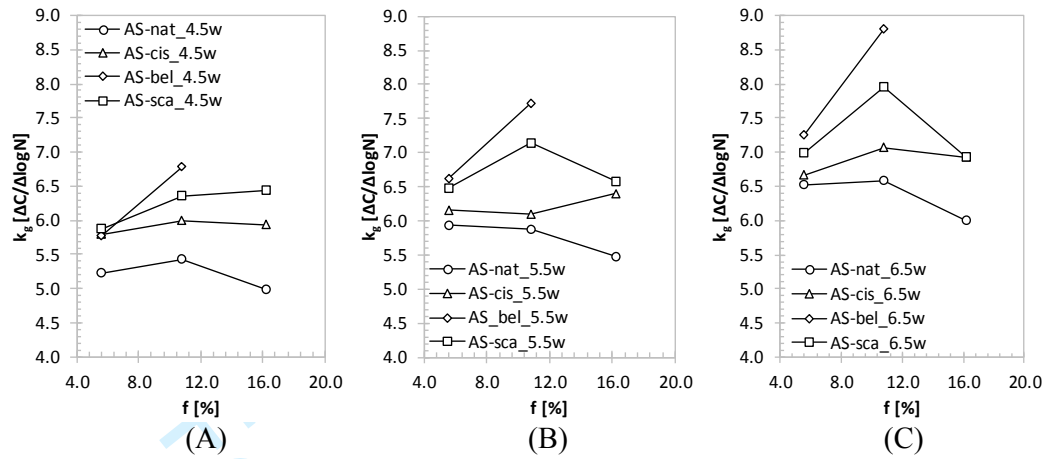 9.0
8.5
8.0
7.5
7.0
6.5
6.0
5.5
5.0
4.5
4.0
kg [ΔC/ΔlogN]
AS-nat_4.5w
AS-cis_4.5w
AS-bel_4.5w
AS-sca_4.5w
4.0 8.0 12.0 16.0 20.0
f [%]
(A)
9.0
8.5
8.0
7.5
7.0
6.5
6.0
5.5
5.0
4.5
4.0
kg [ΔC/ΔlogN]
AS-nat_5.5w
AS-cis_5.5w
AS_bel_5.5w
AS-sca_5.5w
4.0 8.0 12.0 16.0 20.0
f [%]
(B)
9.0
8.5
8.0
7.5
7.0
6.5
6.0
5.5
5.0
4.5
4.0
kg [ΔC/ΔlogN]
AS-nat_6.5w
AS-cis_6.5w
AS-bel_6.5w
AS-sca_6.5w
4.0 8.0 12.0 16.0 20.0
f [%]
(C)